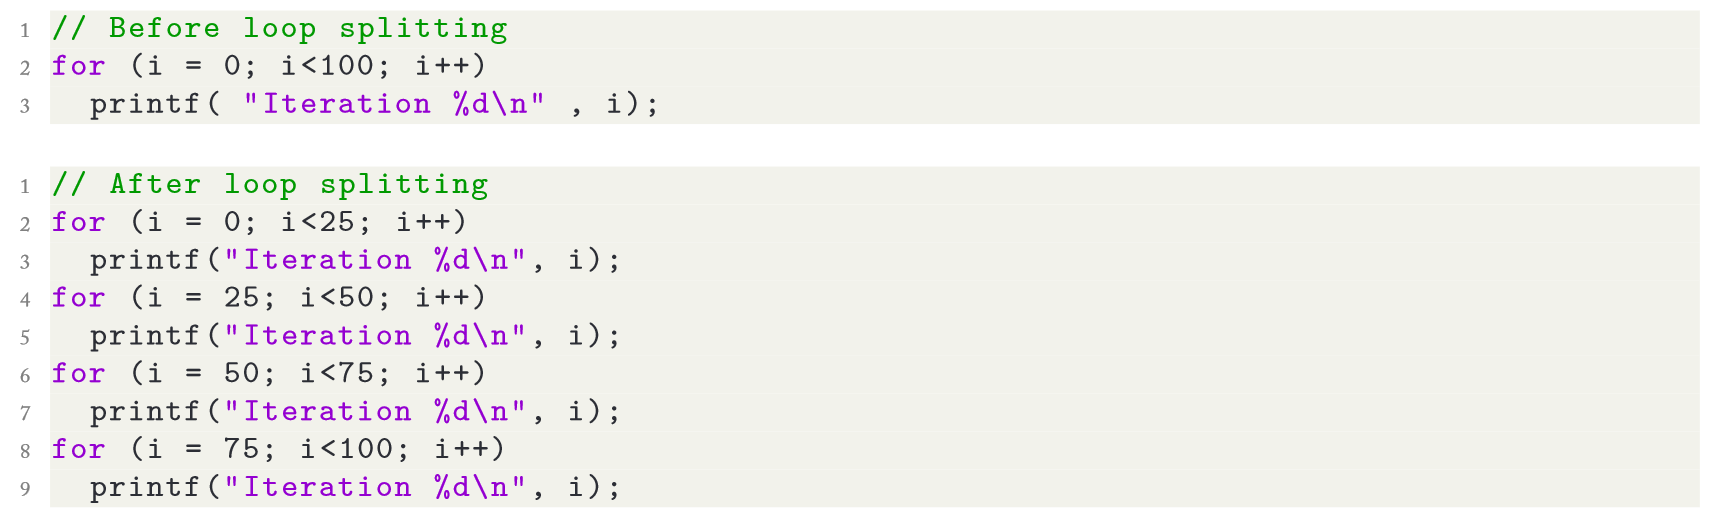 1 // Before loop splitting
2 for (i = 0; i<100; i++)
3   printf( "Iteration %d\n" , i);
1 // After loop splitting
2 for (i = 0; i<25; i++)
3   printf("Iteration %d\n", i);
4 for (i = 25; i<50; i++)
5   printf("Iteration %d\n", i);
6 for (i = 50; i<75; i++)
7   printf("Iteration %d\n", i);
8 for (i = 75; i<100; i++)
9   printf("Iteration %d\n", i);